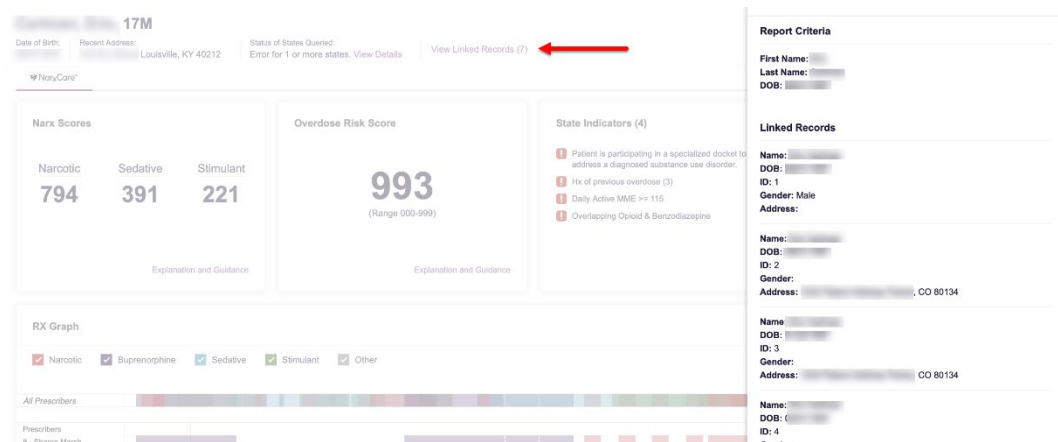 17M
Date of Birth:
Recent Address:
Louisville, KY 40212
Status of States Queried:
Error for 1 or more states. View Details
View Linked Records (7)
NarxCare
Narx Scores
Narcotic
Sedative
Stimulant
794
391
221
Explanation and Guidance
Overdose Risk Score
993
(Range 000-999)
Explanation and Guidance
State Indicators (4)
Patient is participating in a specialized docket to
address a diagnosed substance use disorder.
Hx of previous overdose (3)
Daily Active MME >= 115
Overlapping Opioid & Benzodiazepine
RX Graph
Narcotic
Buprenorphine
Sedative
Stimulant
Other
All Prescribers
Prescribers
Report Criteria
First Name:
Last Name:
DOB:
Linked Records
Name:
DOB:
ID: 1
Gender: Male
Address:
Name:
DOB:
ID: 2
Gender:
Address: , CO 80134
Name
DOB:
ID: 3
Gender:
Address: CO 80134
Name:
DOB:
ID: 4